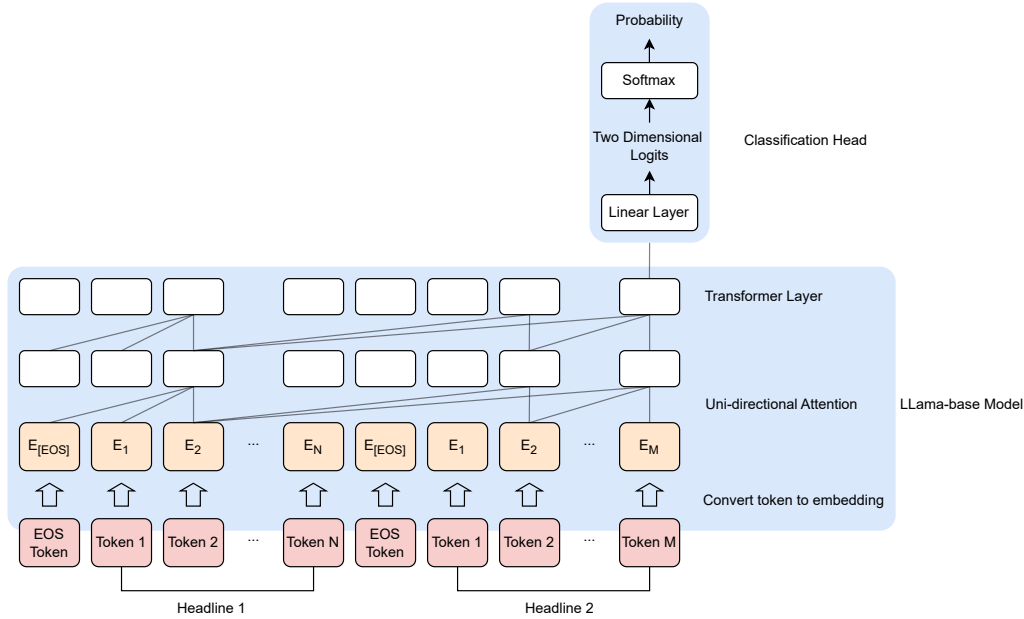 Probability
Softmax
Two Dimensional
Logits
Classification Head
Linear Layer
Transformer Layer
Uni-directional Attention
LLama-base Model
E[EOS] E1 E2 ... EN E[EOS] E1 E2 ... EM
Convert token to embedding
EOS
Token
Token 1
Token 2
...
Token N
EOS
Token
Token 1
Token 2
...
Token M
Headline 1
Headline 2